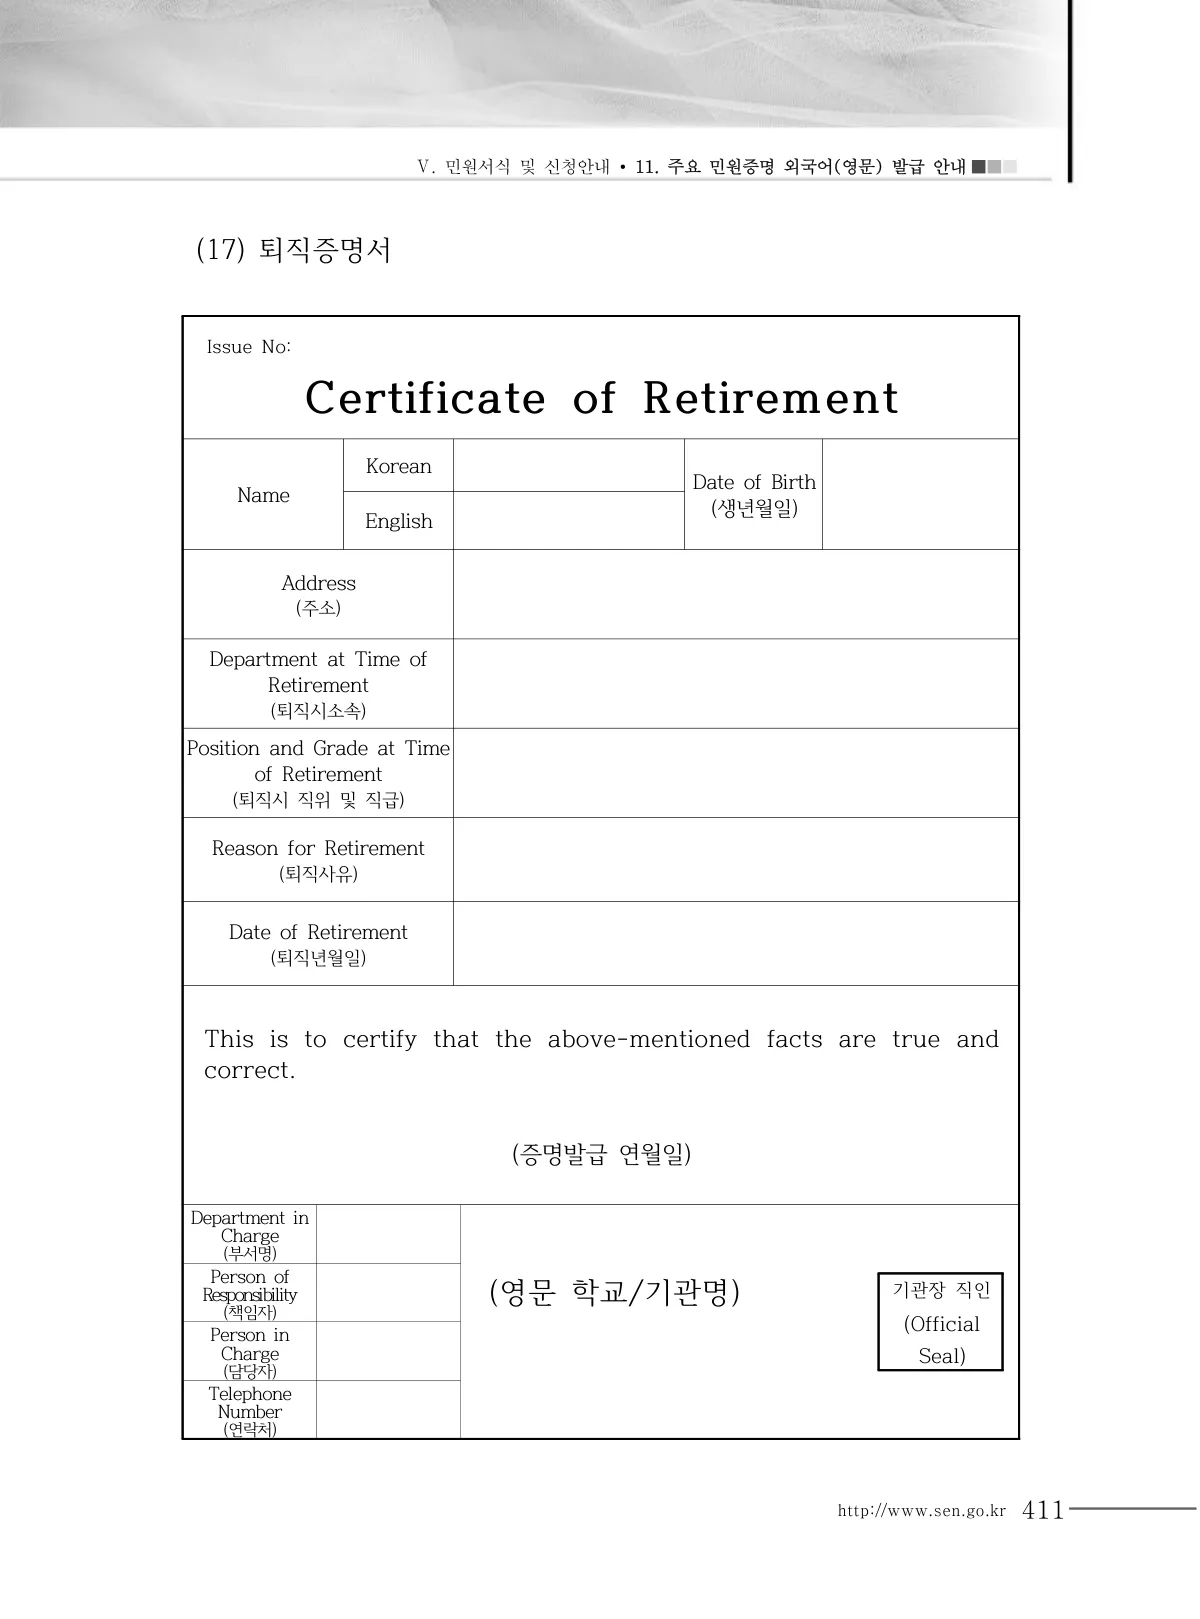 V. 민원서식 및 신청안내 • 11. 주요 민원증명 외국어(영문) 발급 안내
(17) 퇴직증명서
Issue No:
Certificate of Retirement
Name
Korean
English
Date of Birth
(생년월일)
Address
(주소)
Department at Time of
Retirement
(퇴직시소속)
Position and Grade at Time
of Retirement
(퇴직시 직위 및 직급)
Reason for Retirement
(퇴직사유)
Date of Retirement
(퇴직년월일)
This is to certify that the above-mentioned facts are true and
correct.
(증명발급 연월일)
Department in
Charge
(부서명)
Person of
Responsibility
(책임자)
Person in
Charge
(담당자)
Telephone
Number
(연락처)
(영문 학교/기관명)
기관장 직인
(Official
Seal)
http://www.sen.go.kr 411